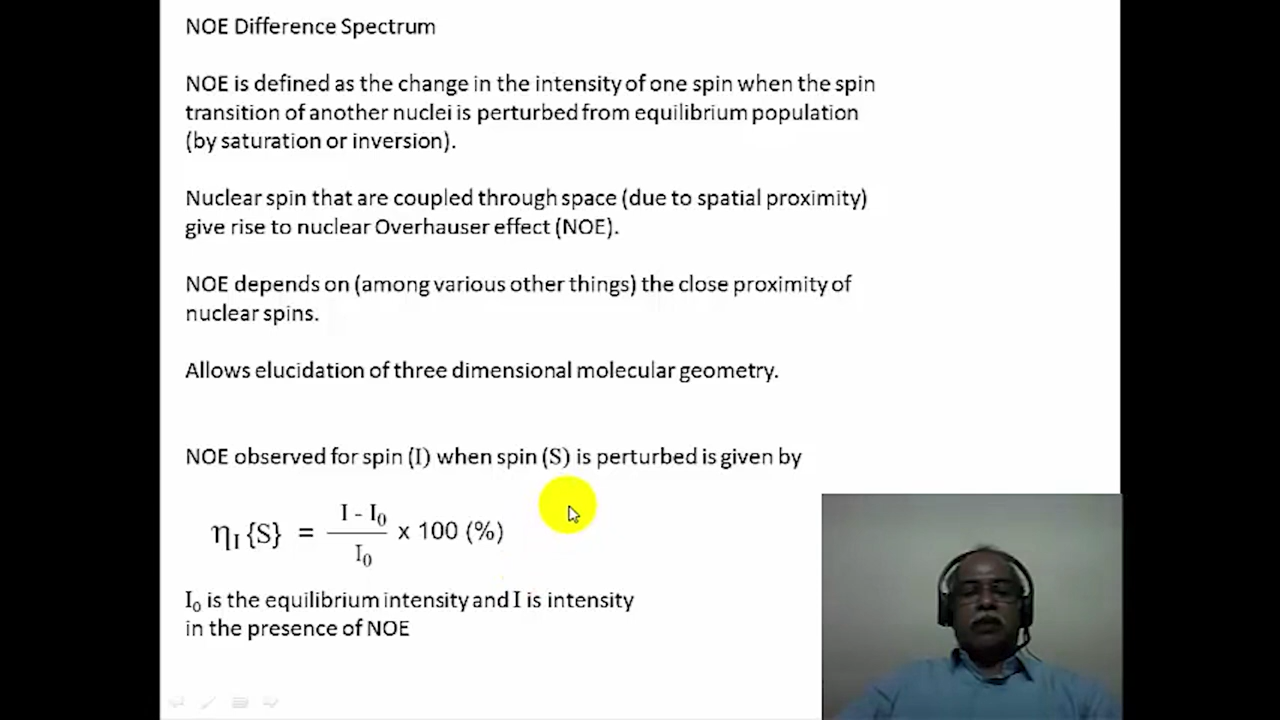 NOE Difference Spectrum
NOE is defined as the change in the intensity of one spin when the spin
transition of another nuclei is perturbed from equilibrium population
(by saturation or inversion).
Nuclear spin that are coupled through space (due to spatial proximity)
give rise to nuclear Overhauser effect (NOE).
NOE depends on (among various other things) the close proximity of
nuclear spins.
Allows elucidation of three dimensional molecular geometry.
NOE observed for spin (I) when spin (S) is perturbed is given by
η_I {S} = (I - I₀) / I₀ x 100 (%)
I₀ is the equilibrium intensity and I is intensity
in the presence of NOE